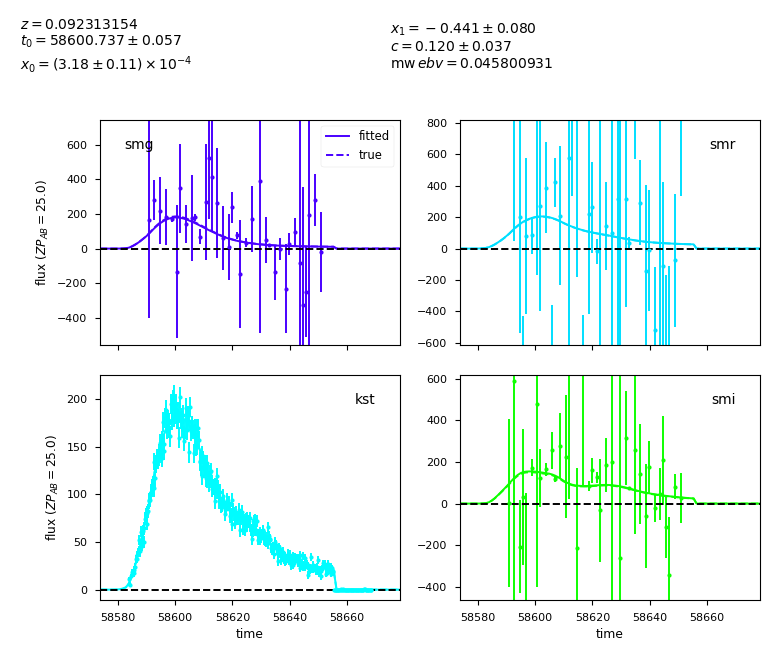 z = 0.092313154
t₀ = 58600.737 ± 0.057
x₀ = (3.18 ± 0.11) × 10⁻⁴
x₁ = −0.441 ± 0.080
c = 0.120 ± 0.037
mw ebv = 0.045800931
smg
fitted
true
600
400
200
0
−200
−400
flux (ZP_AB = 25.0)
smr
800
600
400
200
0
−200
−400
−600
kst
200
150
100
50
0
flux (ZP_AB = 25.0)
58580 58600 58620 58640 58660
time
smi
600
400
200
0
−200
−400
58580 58600 58620 58640 58660
time